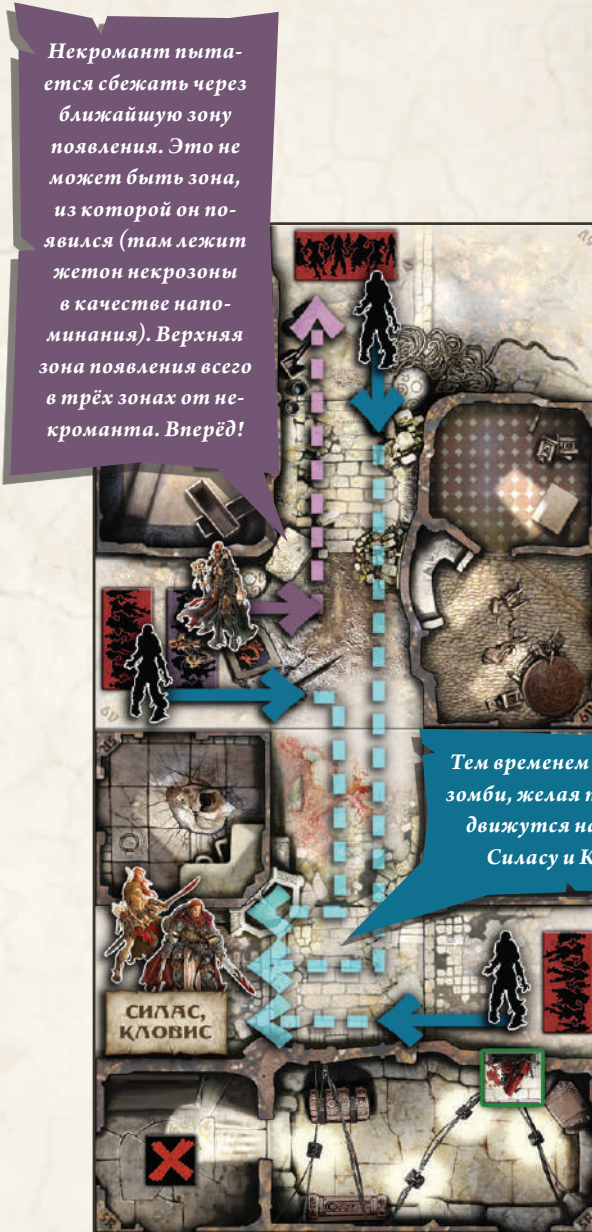 Некромант пыта-
ется сбежать через
ближайшую зону
появления. Это не
может быть зона,
из которой он по-
явился (там лежит
жетон некрозоны
в качестве напо-
минания). Верхняя
зона появления всего
в трёх зонах от не-
кроманта. Вперёд!
Тем временем
зомби, желая
движутся
Силасу и
СИЛАС,
КЛОВИС